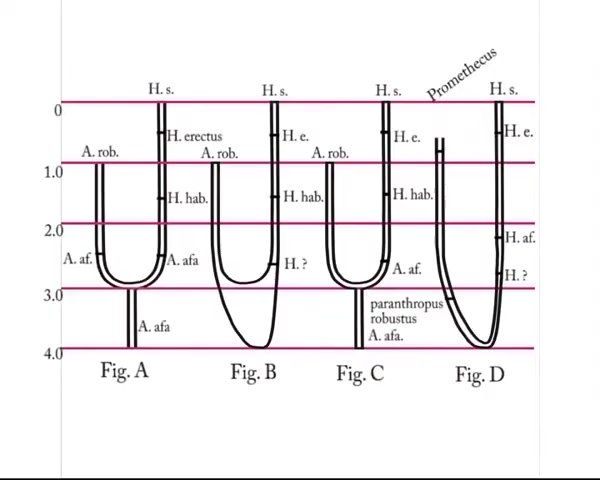 Promethecus
H. s.
H. s.
H. s.
H. s.
0
H. erectus
H. e.
H. e.
H. e.
A. rob.
A. rob.
A. rob.
1.0
H. hab.
H. hab.
H. hab.
2.0
H. af.
A. af.
A. afa
H. ?
A. af.
H. ?
3.0
paranthropus
robustus
A. afa
A. afa.
4.0
Fig. A
Fig. B
Fig. C
Fig. D